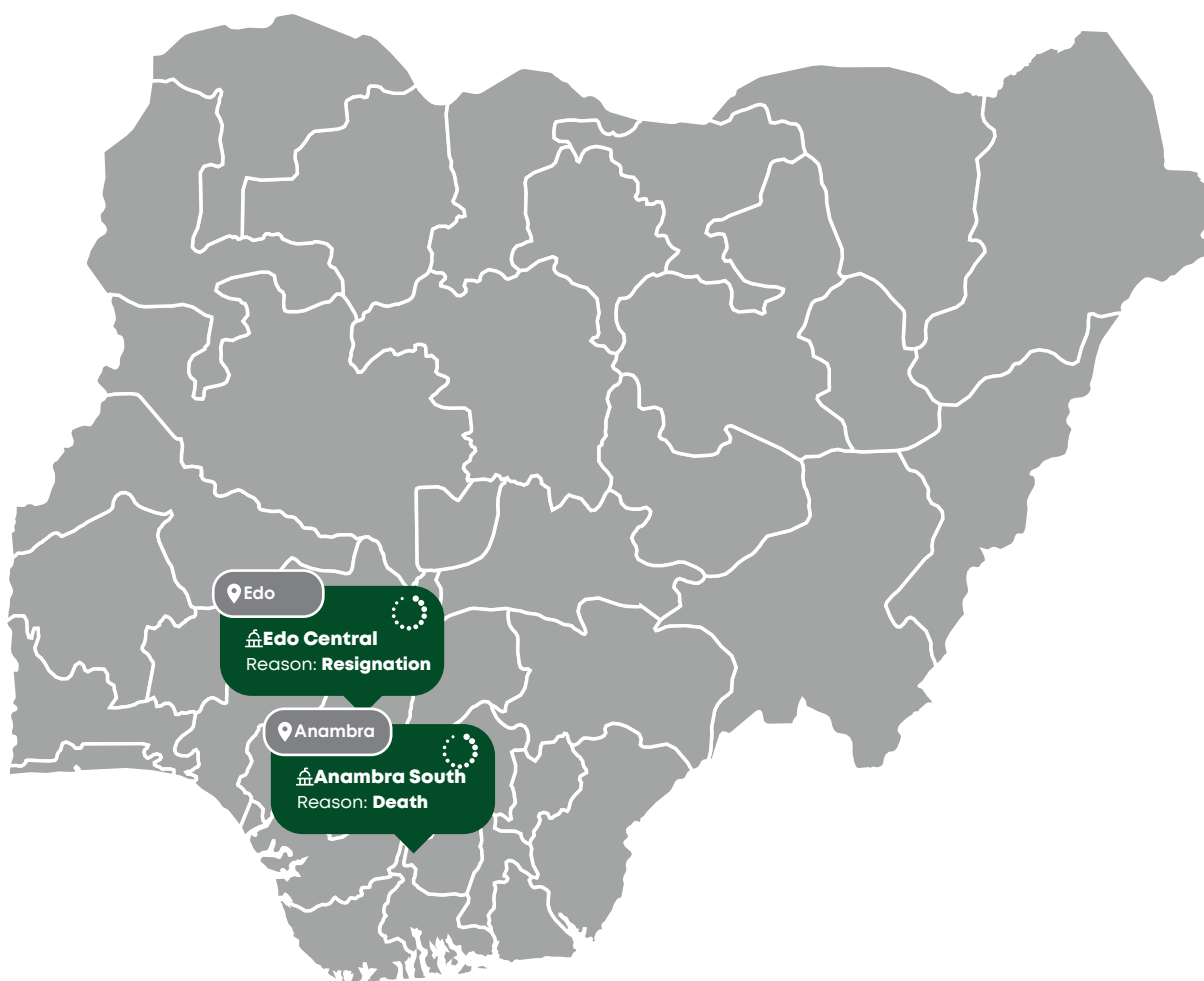 Edo
Edo Central
Reason: Resignation
Anambra
Anambra South
Reason: Death